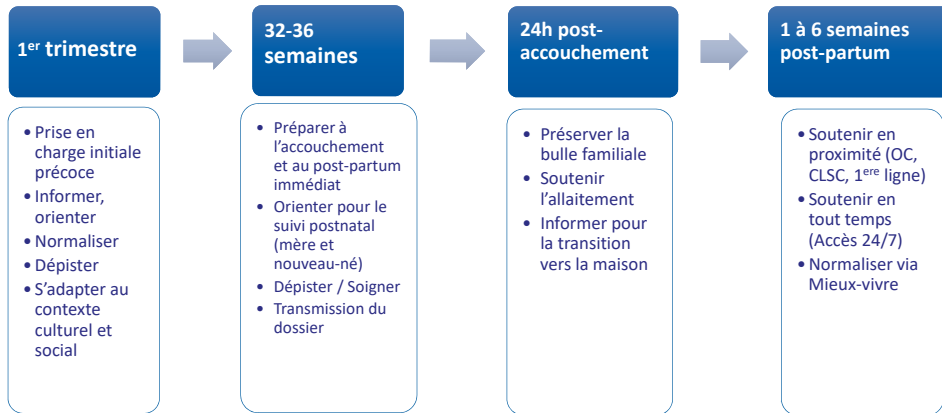 1er trimestre
• Prise en
charge initiale
précoce
• Informer,
orienter
• Normaliser
• Dépister
• S'adapter au
contexte
culturel et
social
32-36
semaines
• Préparer à
l'accouchement
et au post-partum
immédiat
• Orienter pour le
suivi postnatal
(mère et
nouveau-né)
• Dépister / Soigner
• Transmission du
dossier
24h post-
accouchement
• Préserver la
bulle familiale
• Soutenir
l'allaitement
• Informer pour
la transition
vers la maison
1 à 6 semaines
post-partum
• Soutenir en
proximité (OC,
CLSC, 1ere ligne)
• Soutenir en
tout temps
(Accès 24/7)
• Normaliser via
Mieux-vivre